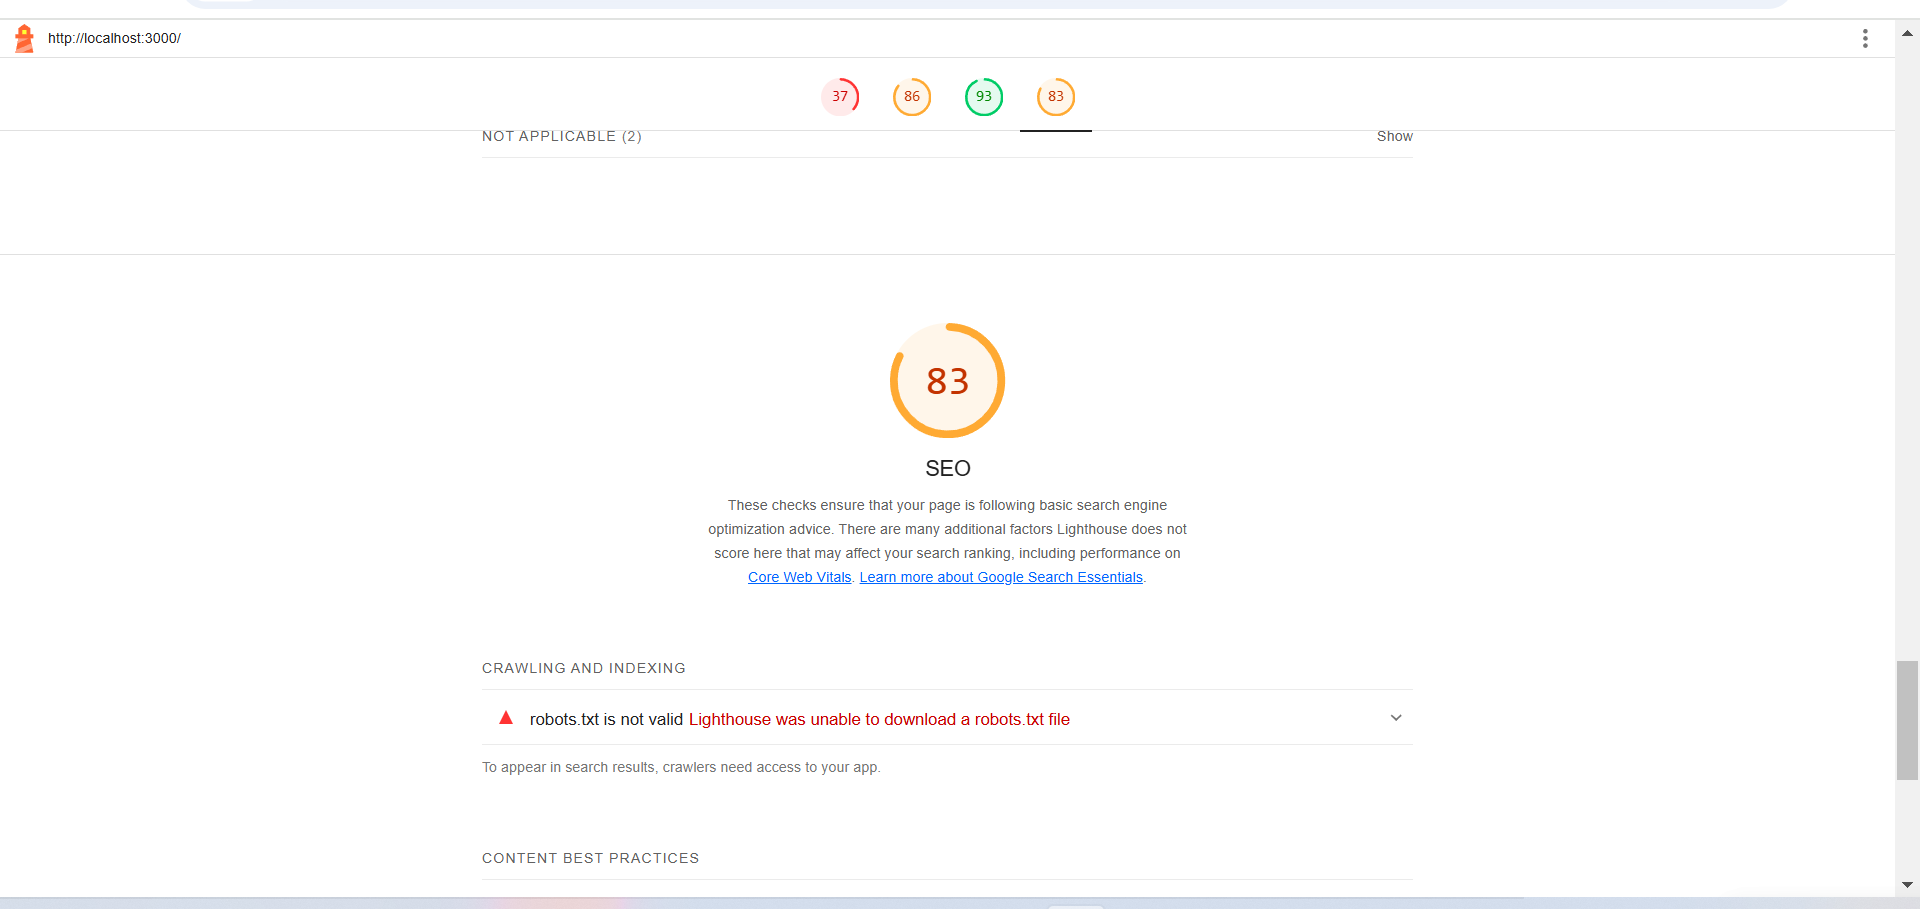 http://localhost:3000/
37 86 93 83
NOT APPLICABLE (2) Show
83
SEO
These checks ensure that your page is following basic search engine
optimization advice. There are many additional factors Lighthouse does not
score here that may affect your search ranking, including performance on
Core Web Vitals. Learn more about Google Search Essentials.
CRAWLING AND INDEXING
robots.txt is not valid Lighthouse was unable to download a robots.txt file
To appear in search results, crawlers need access to your app.
CONTENT BEST PRACTICES